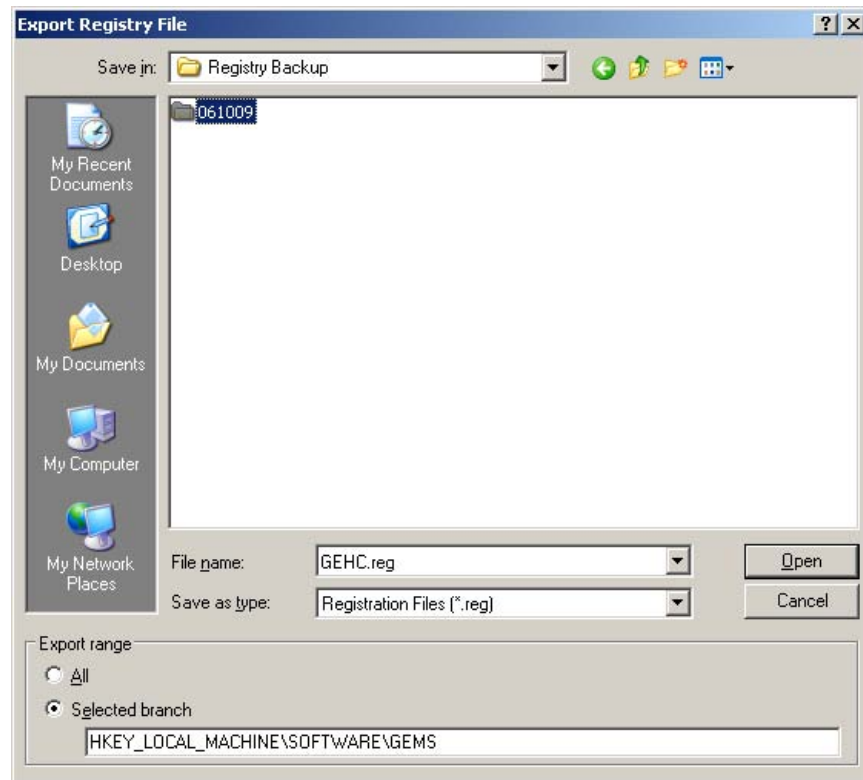 Export Registry File
Save in: Registry Backup
061009
My Recent
Documents
Desktop
My Documents
My Computer
My Network
Places
File name: GEHC.reg Open
Save as type: Registration Files (*.reg) Cancel
Export range
All
Selected branch
HKEY_LOCAL_MACHINE\SOFTWARE\GEMS